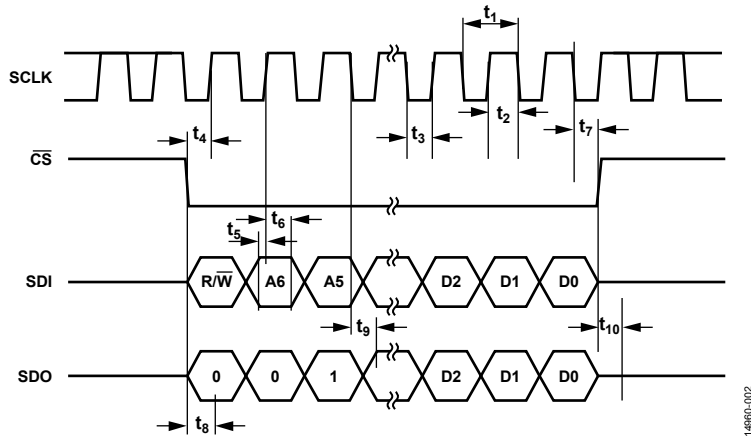 t1
SCLK
t4 t3 t2 t7
CS
t5 t6
SDI R/W A6 A5 D2 D1 D0
t9 t10
SDO 0 0 1 D2 D1 D0
t8
14960-002